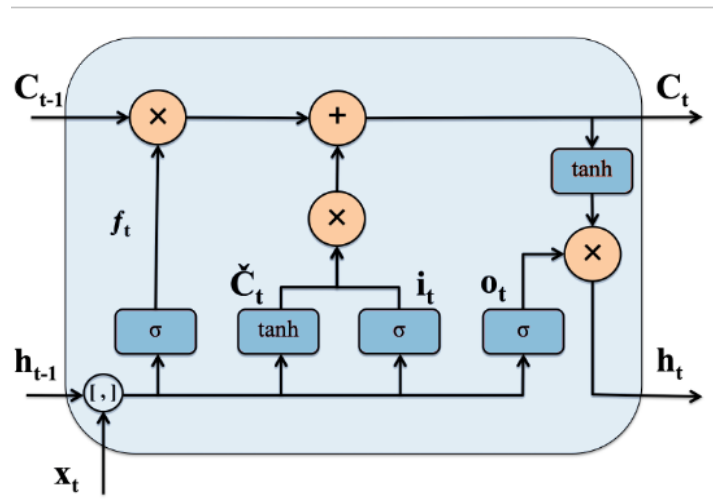 C_{t-1}
C_t
×
+
tanh
×
×
f_t
Č_t
i_t
o_t
σ
tanh
σ
σ
h_{t-1}
[ , ]
h_t
x_t